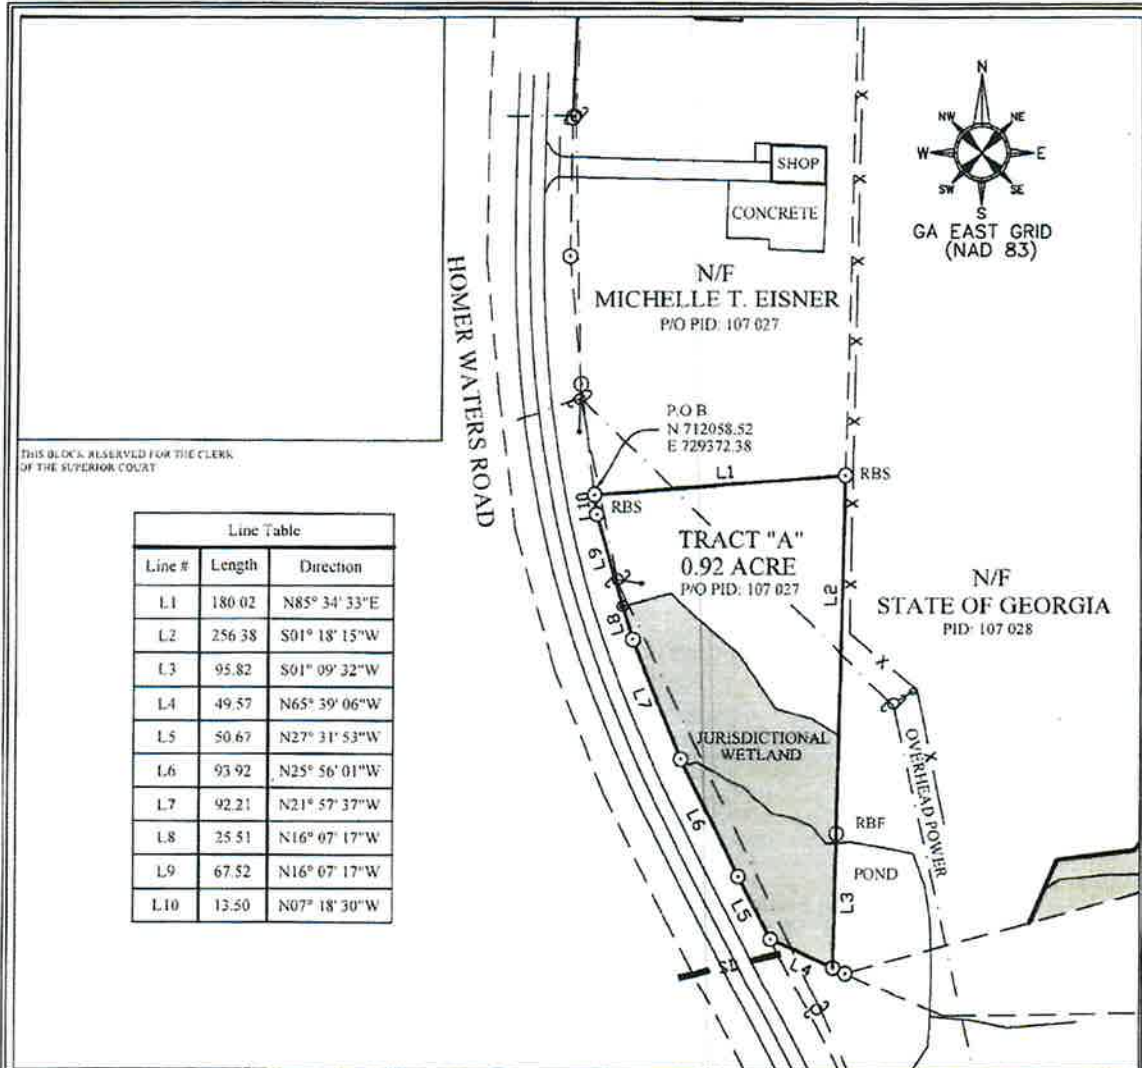 N
NW
NE
W
E
SW
SE
S
GA EAST GRID
(NAD 83)
SHOP
CONCRETE
N/F
MICHELLE T. EISNER
P/O PID: 107 027
HOMER WATERS ROAD
P.O.B
N 712058.52
E 729372.38
THIS BLOCK RESERVED FOR THE CLERK
OF THE SUPERIOR COURT
L1
RBS
RBS
L10
L9
L8
L7
L6
L5
L4
L3
L2
TRACT "A"
0.92 ACRE
P/O PID: 107 027
N/F
STATE OF GEORGIA
PID: 107 028
JURISDICTIONAL
WETLAND
OVERHEAD POWER
RBF
POND
SD
Line Table
Line # Length Direction
L1 180.02 N85° 34' 33"E
L2 256.38 S01° 18' 15"W
L3 95.82 S01° 09' 32"W
L4 49.57 N65° 39' 06"W
L5 50.67 N27° 31' 53"W
L6 93.92 N25° 56' 01"W
L7 92.21 N21° 57' 37"W
L8 25.51 N16° 07' 17"W
L9 67.52 N16° 07' 17"W
L10 13.50 N07° 18' 30"W